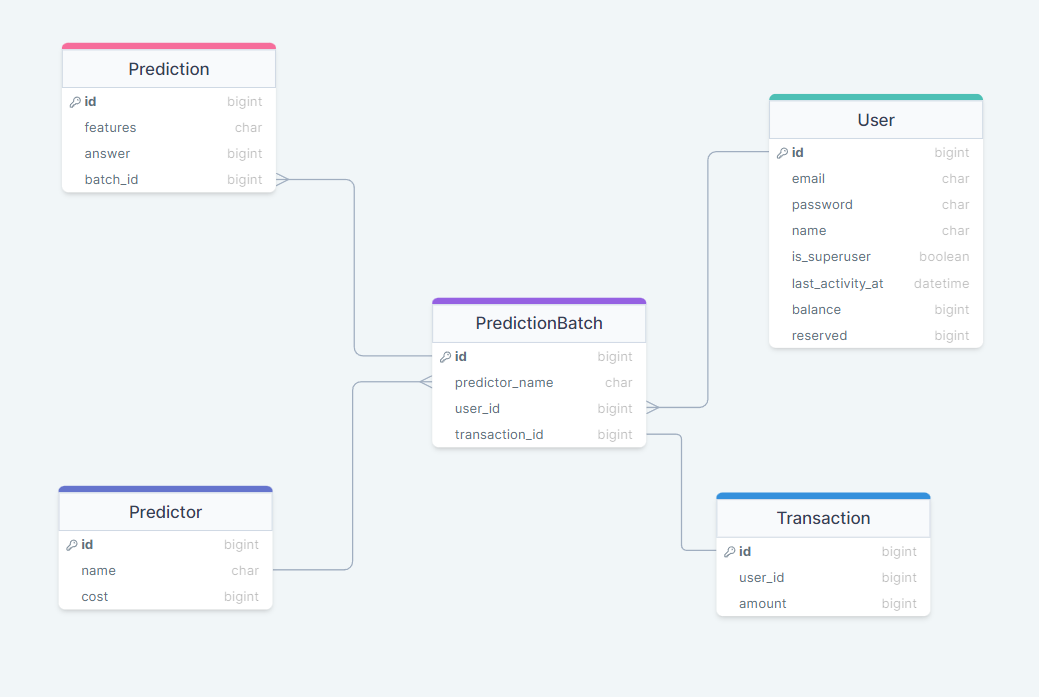 Prediction
id bigint
features char
answer bigint
batch_id bigint
User
id bigint
email char
password char
name char
is_superuser boolean
last_activity_at datetime
balance bigint
reserved bigint
PredictionBatch
id bigint
predictor_name char
user_id bigint
transaction_id bigint
Predictor
id bigint
name char
cost bigint
Transaction
id bigint
user_id bigint
amount bigint